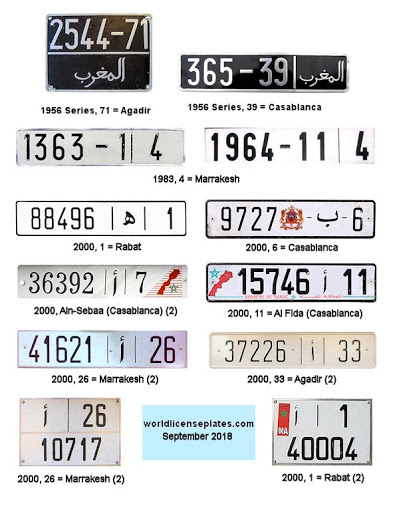 2544-71
المغرب
1956 Series, 71 = Agadir
365-39 المغرب
1956 Series, 39 = Casablanca
1363-1|4
1964-11|4
1983, 4 = Marrakesh
88496|ه|1
2000, 1 = Rabat
9727-ب-6
2000, 6 = Casablanca
36392|أ|7
2000, Ain-Sebaa (Casablanca) (2)
15746 أ 11
ROYAUME DU MAROC
2000, 11 = Al Fida (Casablanca)
41621|أ|26
2000, 26 = Marrakesh (2)
37226|أ|33
2000, 33 = Agadir (2)
أ|26
10717
2000, 26 = Marrakesh (2)
worldlicenseplates.com
September 2018
MA
أ|1
40004
2000, 1 = Rabat (2)